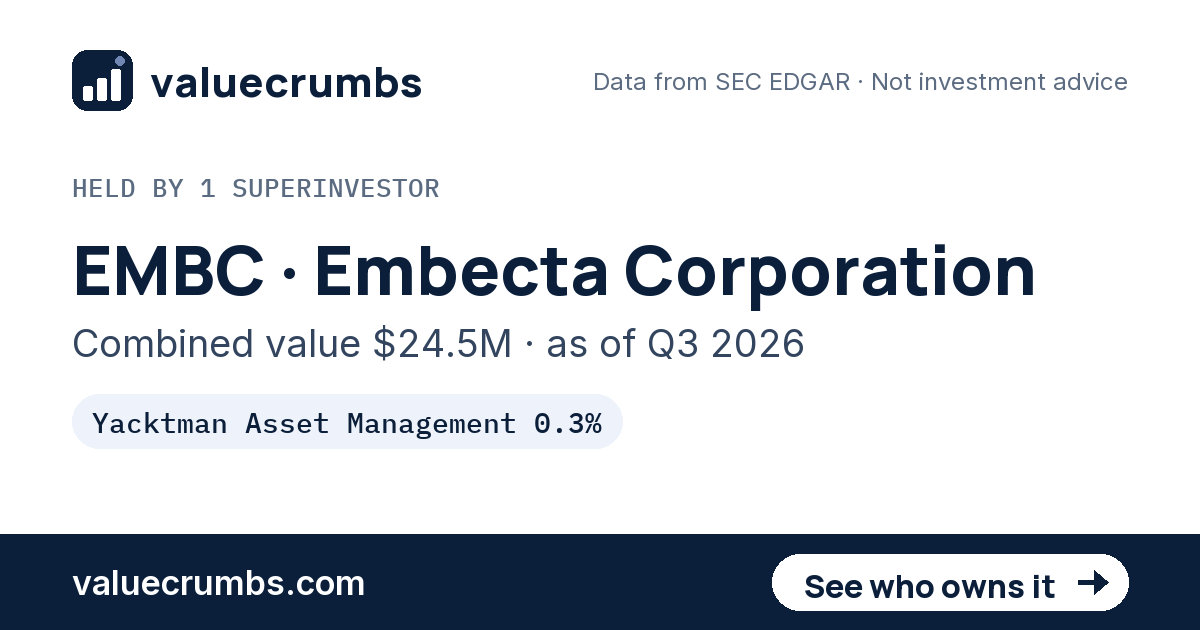 valuecrumbs
Data from SEC EDGAR · Not investment advice
HELD BY 1 SUPERINVESTOR
EMBC · Embecta Corporation
Combined value $24.5M · as of Q3 2026
Yacktman Asset Management 0.3%
valuecrumbs.com
See who owns it →